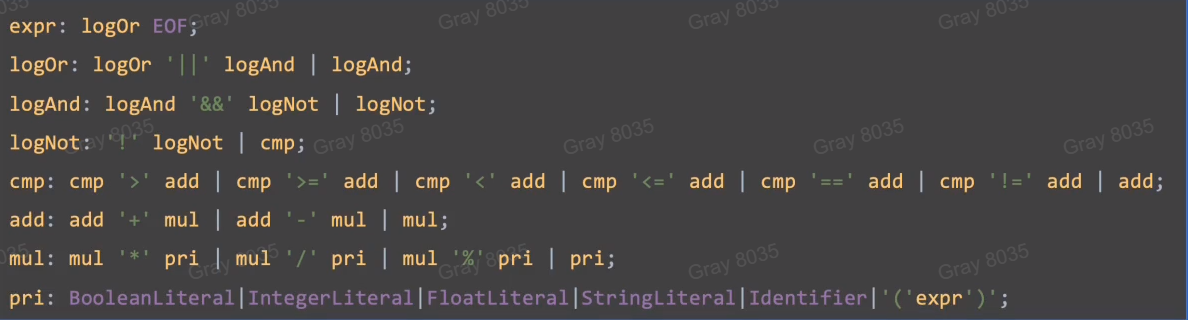 expr: logOr EOF;
logOr: logOr '||' logAnd | logAnd;
logAnd: logAnd '&&' logNot | logNot;
logNot: '!' logNot | cmp;
cmp: cmp '>' add | cmp '>=' add | cmp '<' add | cmp '<=' add | cmp '==' add | cmp '!=' add | add;
add: add '+' mul | add '-' mul | mul;
mul: mul '*' pri | mul '/' pri | mul '%' pri | pri;
pri: BooleanLiteral|IntegerLiteral|FloatLiteral|StringLiteral|Identifier|'('expr')';
Gray 8035
Gray 8035
Gray 8035
Gray 8035
Gray 8035
Gray 8035
Gray 8035
Gray 8035
Gray 8035
Gray 8035
Gray 8035